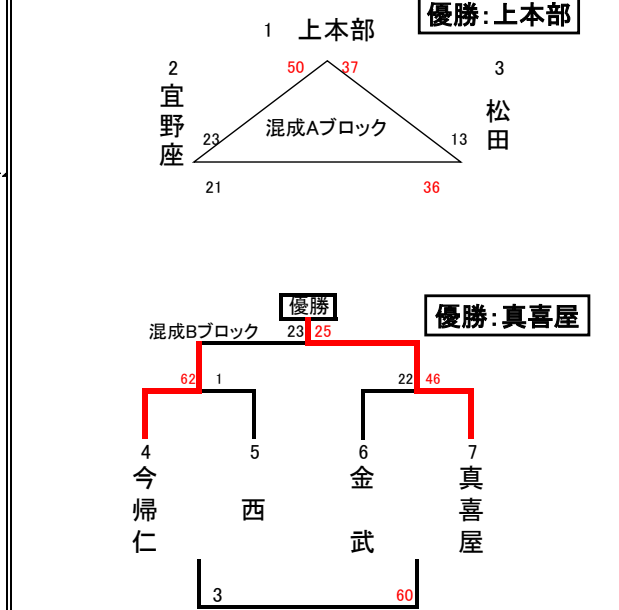 優勝:上本部
1 上本部
50 37
2 3
宜野座
松田
混成Aブロック
23 13
21 36
優勝
優勝:真喜屋
混成Bブロック 23 25
62 1 22 46
4 5 6 7
今帰仁
西
金武
真喜屋
3 60